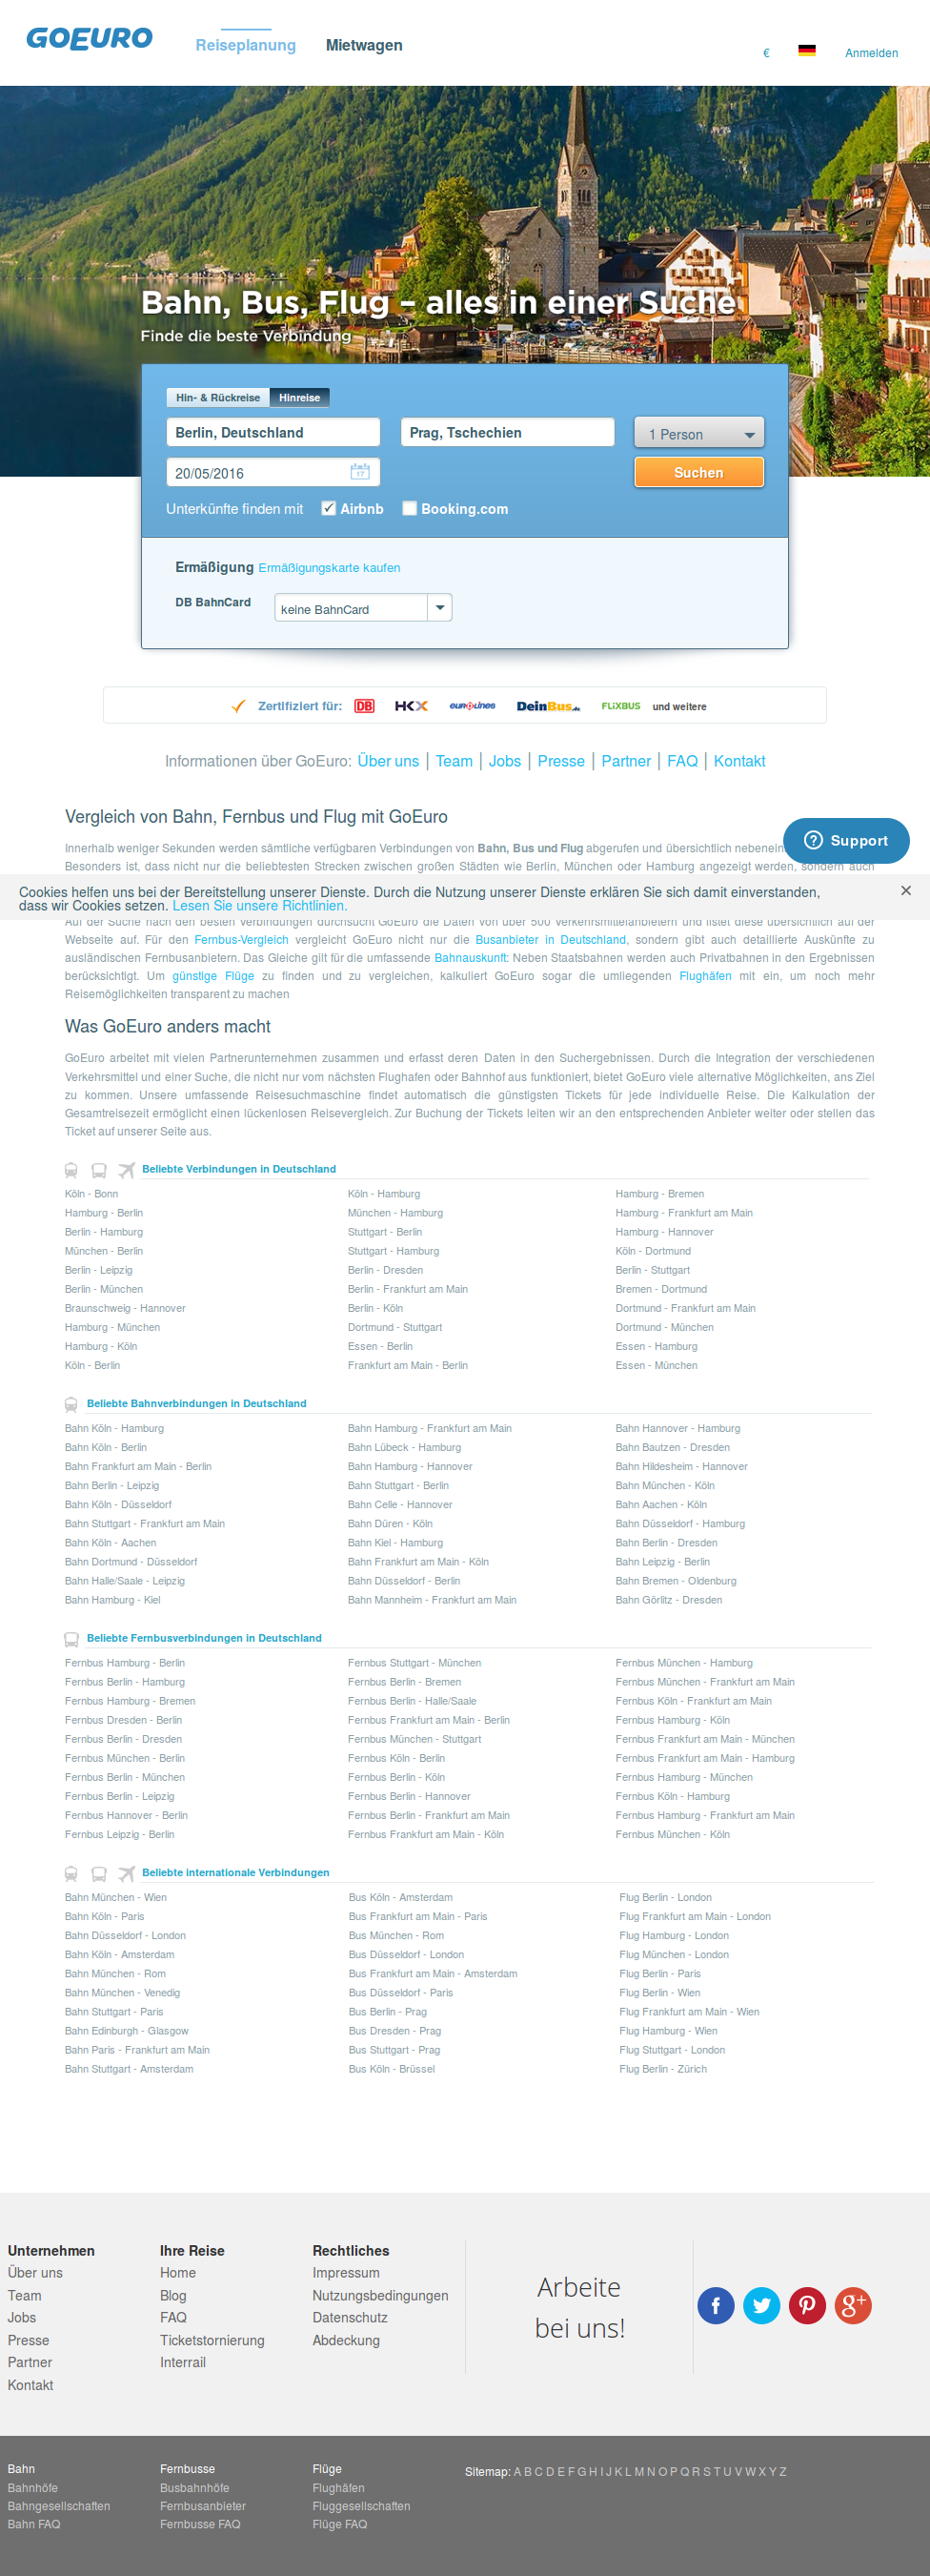 GOEURO
Reiseplanung
Mietwagen
€
Anmelden
Bahn, Bus, Flug – alles in einer Suche
Finde die beste Verbindung
Hin- & Rückreise
Hinreise
Berlin, Deutschland
Prag, Tschechien
1 Person
20/05/2016
17
Suchen
Unterkünfte finden mit
Airbnb
Booking.com
Ermäßigung Ermäßigungskarte kaufen
DB BahnCard
keine BahnCard
Zertifiziert für: DB HKX eurolines DeinBus.de FLiXBUS und weitere
Informationen über GoEuro: Über uns | Team | Jobs | Presse | Partner | FAQ | Kontakt
Vergleich von Bahn, Fernbus und Flug mit GoEuro
Innerhalb weniger Sekunden werden sämtliche verfügbaren Verbindungen von Bahn, Bus und Flug abgerufen und übersichtlich
Besonders ist, dass nicht nur die beliebtesten Strecken zwischen großen Städten wie Berlin, München oder Hamburg angezeigt werden, sondern auch
Support
Cookies helfen uns bei der Bereitstellung unserer Dienste. Durch die Nutzung unserer Dienste erklären Sie sich damit einverstanden,
dass wir Cookies setzen. Lesen Sie unsere Richtlinien.
Auf der Suche nach den besten Verbindungen durchsucht GoEuro die Daten von über 500 Verkehrsmittelanbietern und listet diese übersichtlich auf der
Webseite auf. Für den Fernbus-Vergleich vergleicht GoEuro nicht nur die Busanbieter in Deutschland, sondern gibt auch detaillierte Auskünfte zu
ausländischen Fernbusanbietern. Das Gleiche gilt für die umfassende Bahnauskunft: Neben Staatsbahnen werden auch Privatbahnen in den Ergebnissen
berücksichtigt. Um günstige Flüge zu finden und zu vergleichen, kalkuliert GoEuro sogar die umliegenden Flughäfen mit ein, um noch mehr
Reisemöglichkeiten transparent zu machen
Was GoEuro anders macht
GoEuro arbeitet mit vielen Partnerunternehmen zusammen und erfasst deren Daten in den Suchergebnissen. Durch die Integration der verschiedenen
Verkehrsmittel und einer Suche, die nicht nur vom nächsten Flughafen oder Bahnhof aus funktioniert, bietet GoEuro viele alternative Möglichkeiten, ans Ziel
zu kommen. Unsere umfassende Reisesuchmaschine findet automatisch die günstigsten Tickets für jede individuelle Reise. Die Kalkulation der
Gesamtreisezeit ermöglicht einen lückenlosen Reisevergleich. Zur Buchung der Tickets leiten wir an den entsprechenden Anbieter weiter oder stellen das
Ticket auf unserer Seite aus.
Beliebte Verbindungen in Deutschland
Köln - Bonn
Hamburg - Berlin
Berlin - Hamburg
München - Berlin
Berlin - Leipzig
Berlin - München
Braunschweig - Hannover
Hamburg - München
Hamburg - Köln
Köln - Berlin
Köln - Hamburg
München - Hamburg
Stuttgart - Berlin
Stuttgart - Hamburg
Berlin - Dresden
Berlin - Frankfurt am Main
Berlin - Köln
Dortmund - Stuttgart
Essen - Berlin
Frankfurt am Main - Berlin
Hamburg - Bremen
Hamburg - Frankfurt am Main
Hamburg - Hannover
Köln - Dortmund
Berlin - Stuttgart
Bremen - Dortmund
Dortmund - Frankfurt am Main
Dortmund - München
Essen - Hamburg
Essen - München
Beliebte Bahnverbindungen in Deutschland
Bahn Köln - Hamburg
Bahn Köln - Berlin
Bahn Frankfurt am Main - Berlin
Bahn Berlin - Leipzig
Bahn Köln - Düsseldorf
Bahn Stuttgart - Frankfurt am Main
Bahn Köln - Aachen
Bahn Dortmund - Düsseldorf
Bahn Halle/Saale - Leipzig
Bahn Hamburg - Kiel
Bahn Hamburg - Frankfurt am Main
Bahn Lübeck - Hamburg
Bahn Hamburg - Hannover
Bahn Stuttgart - Berlin
Bahn Celle - Hannover
Bahn Düren - Köln
Bahn Kiel - Hamburg
Bahn Frankfurt am Main - Köln
Bahn Düsseldorf - Berlin
Bahn Mannheim - Frankfurt am Main
Bahn Hannover - Hamburg
Bahn Bautzen - Dresden
Bahn Hildesheim - Hannover
Bahn München - Köln
Bahn Aachen - Köln
Bahn Düsseldorf - Hamburg
Bahn Berlin - Dresden
Bahn Leipzig - Berlin
Bahn Bremen - Oldenburg
Bahn Görlitz - Dresden
Beliebte Fernbusverbindungen in Deutschland
Fernbus Hamburg - Berlin
Fernbus Berlin - Hamburg
Fernbus Hamburg - Bremen
Fernbus Dresden - Berlin
Fernbus Berlin - Dresden
Fernbus München - Berlin
Fernbus Berlin - München
Fernbus Berlin - Leipzig
Fernbus Hannover - Berlin
Fernbus Leipzig - Berlin
Fernbus Stuttgart - München
Fernbus Berlin - Bremen
Fernbus Berlin - Halle/Saale
Fernbus Frankfurt am Main - Berlin
Fernbus München - Stuttgart
Fernbus Köln - Berlin
Fernbus Berlin - Köln
Fernbus Berlin - Hannover
Fernbus Berlin - Frankfurt am Main
Fernbus Frankfurt am Main - Köln
Fernbus München - Hamburg
Fernbus München - Frankfurt am Main
Fernbus Köln - Frankfurt am Main
Fernbus Hamburg - Köln
Fernbus Frankfurt am Main - München
Fernbus Frankfurt am Main - Hamburg
Fernbus Hamburg - München
Fernbus Köln - Hamburg
Fernbus Hamburg - Frankfurt am Main
Fernbus München - Köln
Beliebte internationale Verbindungen
Bahn München - Wien
Bahn Köln - Paris
Bahn Düsseldorf - London
Bahn Köln - Amsterdam
Bahn München - Rom
Bahn München - Venedig
Bahn Stuttgart - Paris
Bahn Edinburgh - Glasgow
Bahn Paris - Frankfurt am Main
Bahn Stuttgart - Amsterdam
Bus Köln - Amsterdam
Bus Frankfurt am Main - Paris
Bus München - Rom
Bus Düsseldorf - London
Bus Frankfurt am Main - Amsterdam
Bus Düsseldorf - Paris
Bus Berlin - Prag
Bus Dresden - Prag
Bus Stuttgart - Prag
Bus Köln - Brüssel
Flug Berlin - London
Flug Frankfurt am Main - London
Flug Hamburg - London
Flug München - London
Flug Berlin - Paris
Flug Berlin - Wien
Flug Frankfurt am Main - Wien
Flug Hamburg - Wien
Flug Stuttgart - London
Flug Berlin - Zürich
Unternehmen
Über uns
Team
Jobs
Presse
Partner
Kontakt
Ihre Reise
Home
Blog
FAQ
Ticketstornierung
Interrail
Rechtliches
Impressum
Nutzungsbedingungen
Datenschutz
Abdeckung
Arbeite
bei uns!
Bahn
Bahnhöfe
Bahngesellschaften
Bahn FAQ
Fernbusse
Busbahnhöfe
Fernbusanbieter
Fernbusse FAQ
Flüge
Flughäfen
Fluggesellschaften
Flüge FAQ
Sitemap: A B C D E F G H I J K L M N O P Q R S T U V W X Y Z